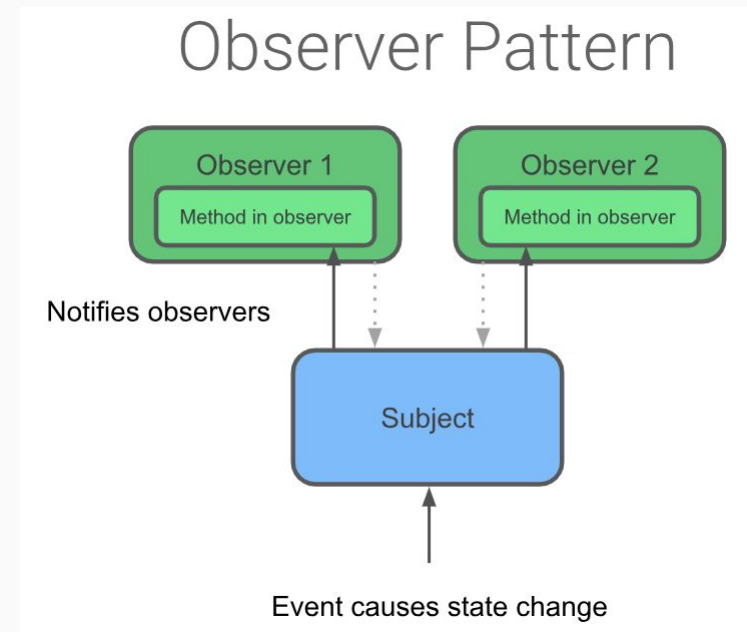 Observer Pattern
Observer 1
Method in observer
Observer 2
Method in observer
Notifies observers
Subject
Event causes state change